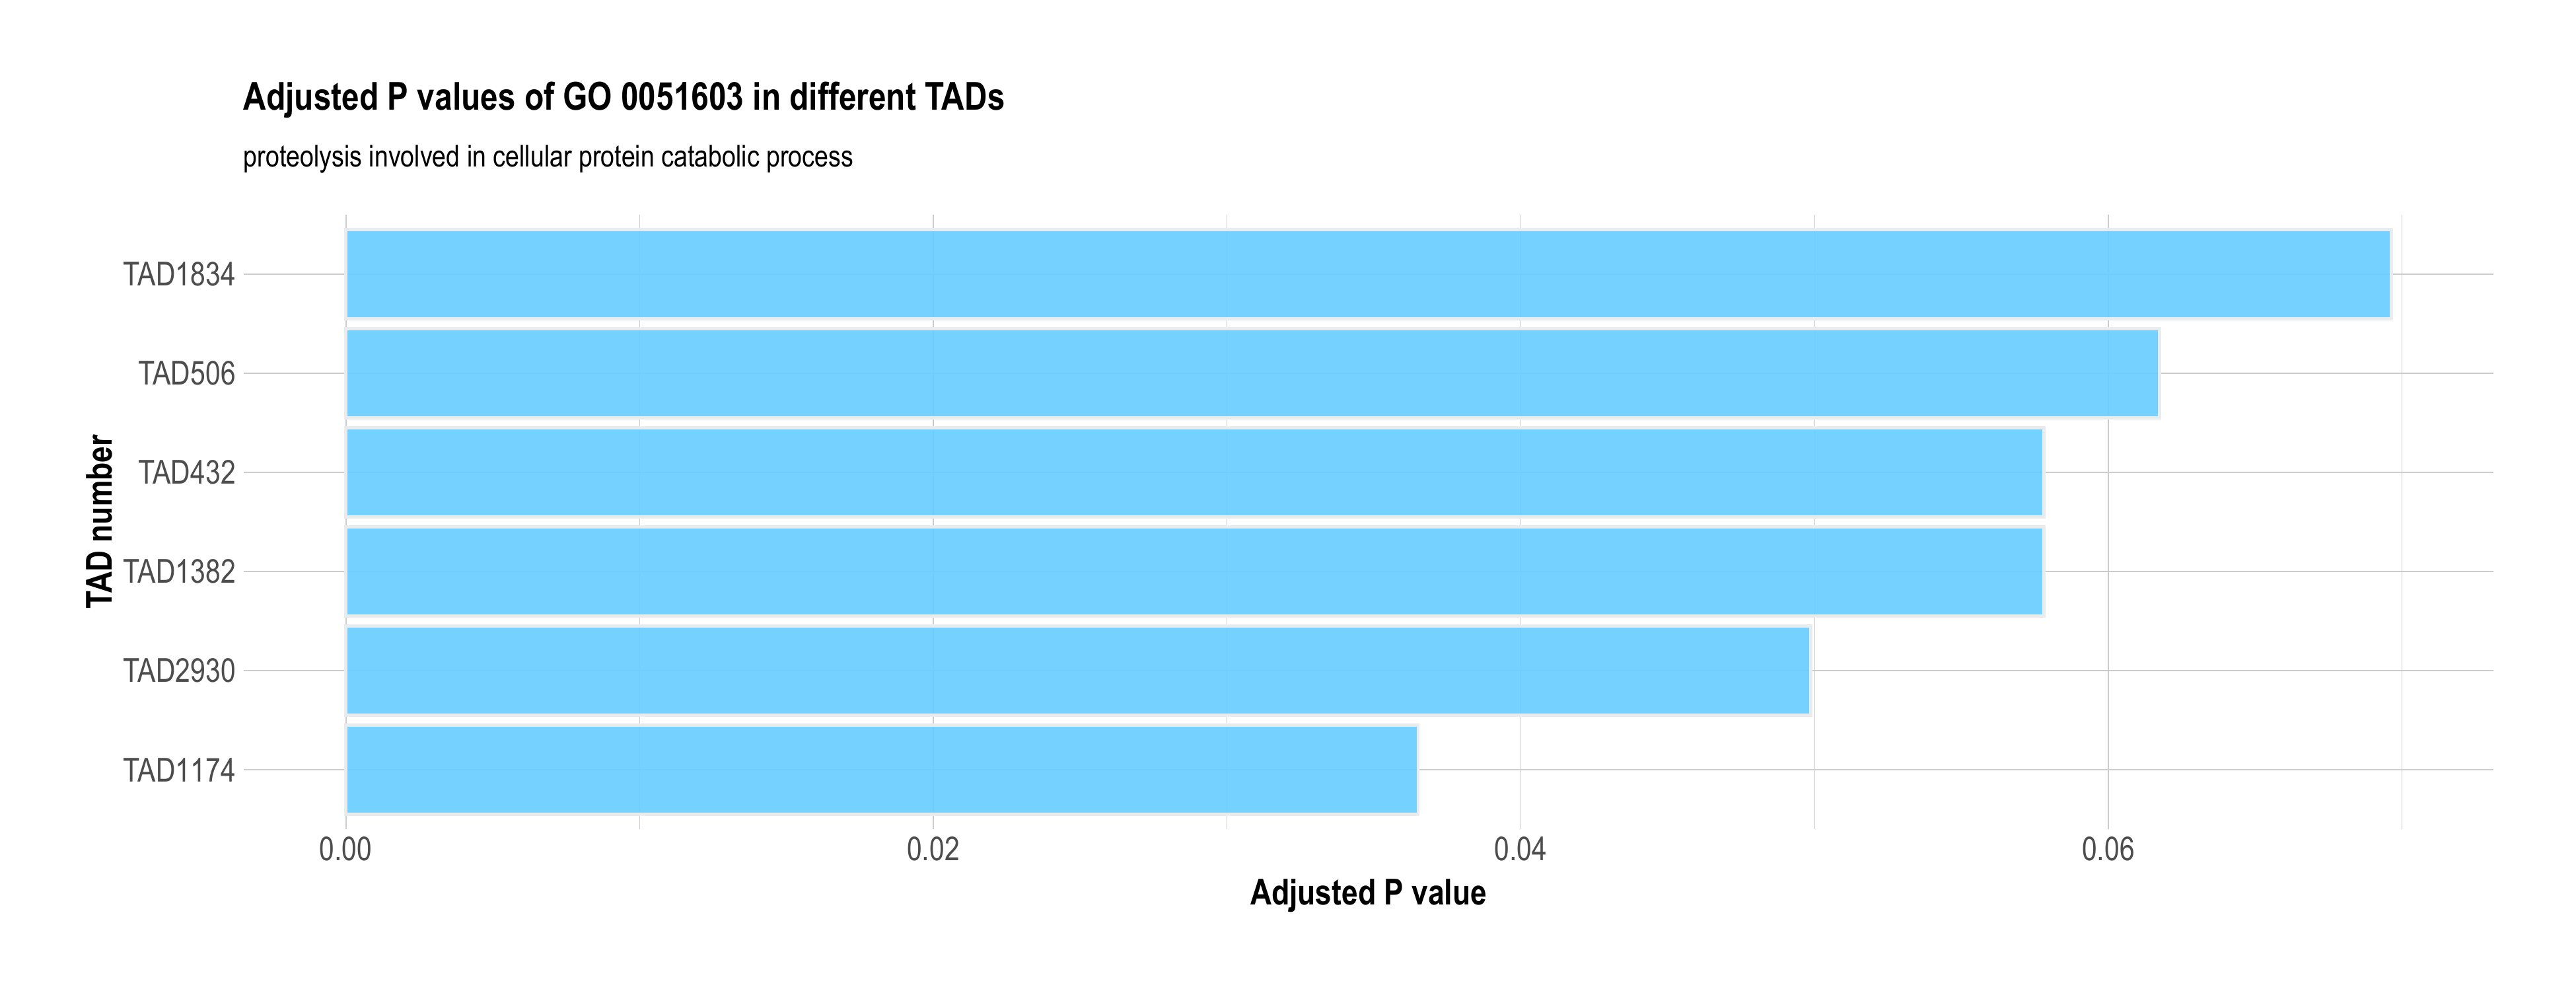 Adjusted P values of GO 0051603 in different TADs
proteolysis involved in cellular protein catabolic process
TAD number
TAD1834
TAD506
TAD432
TAD1382
TAD2930
TAD1174
0.00 0.02 0.04 0.06
Adjusted P value